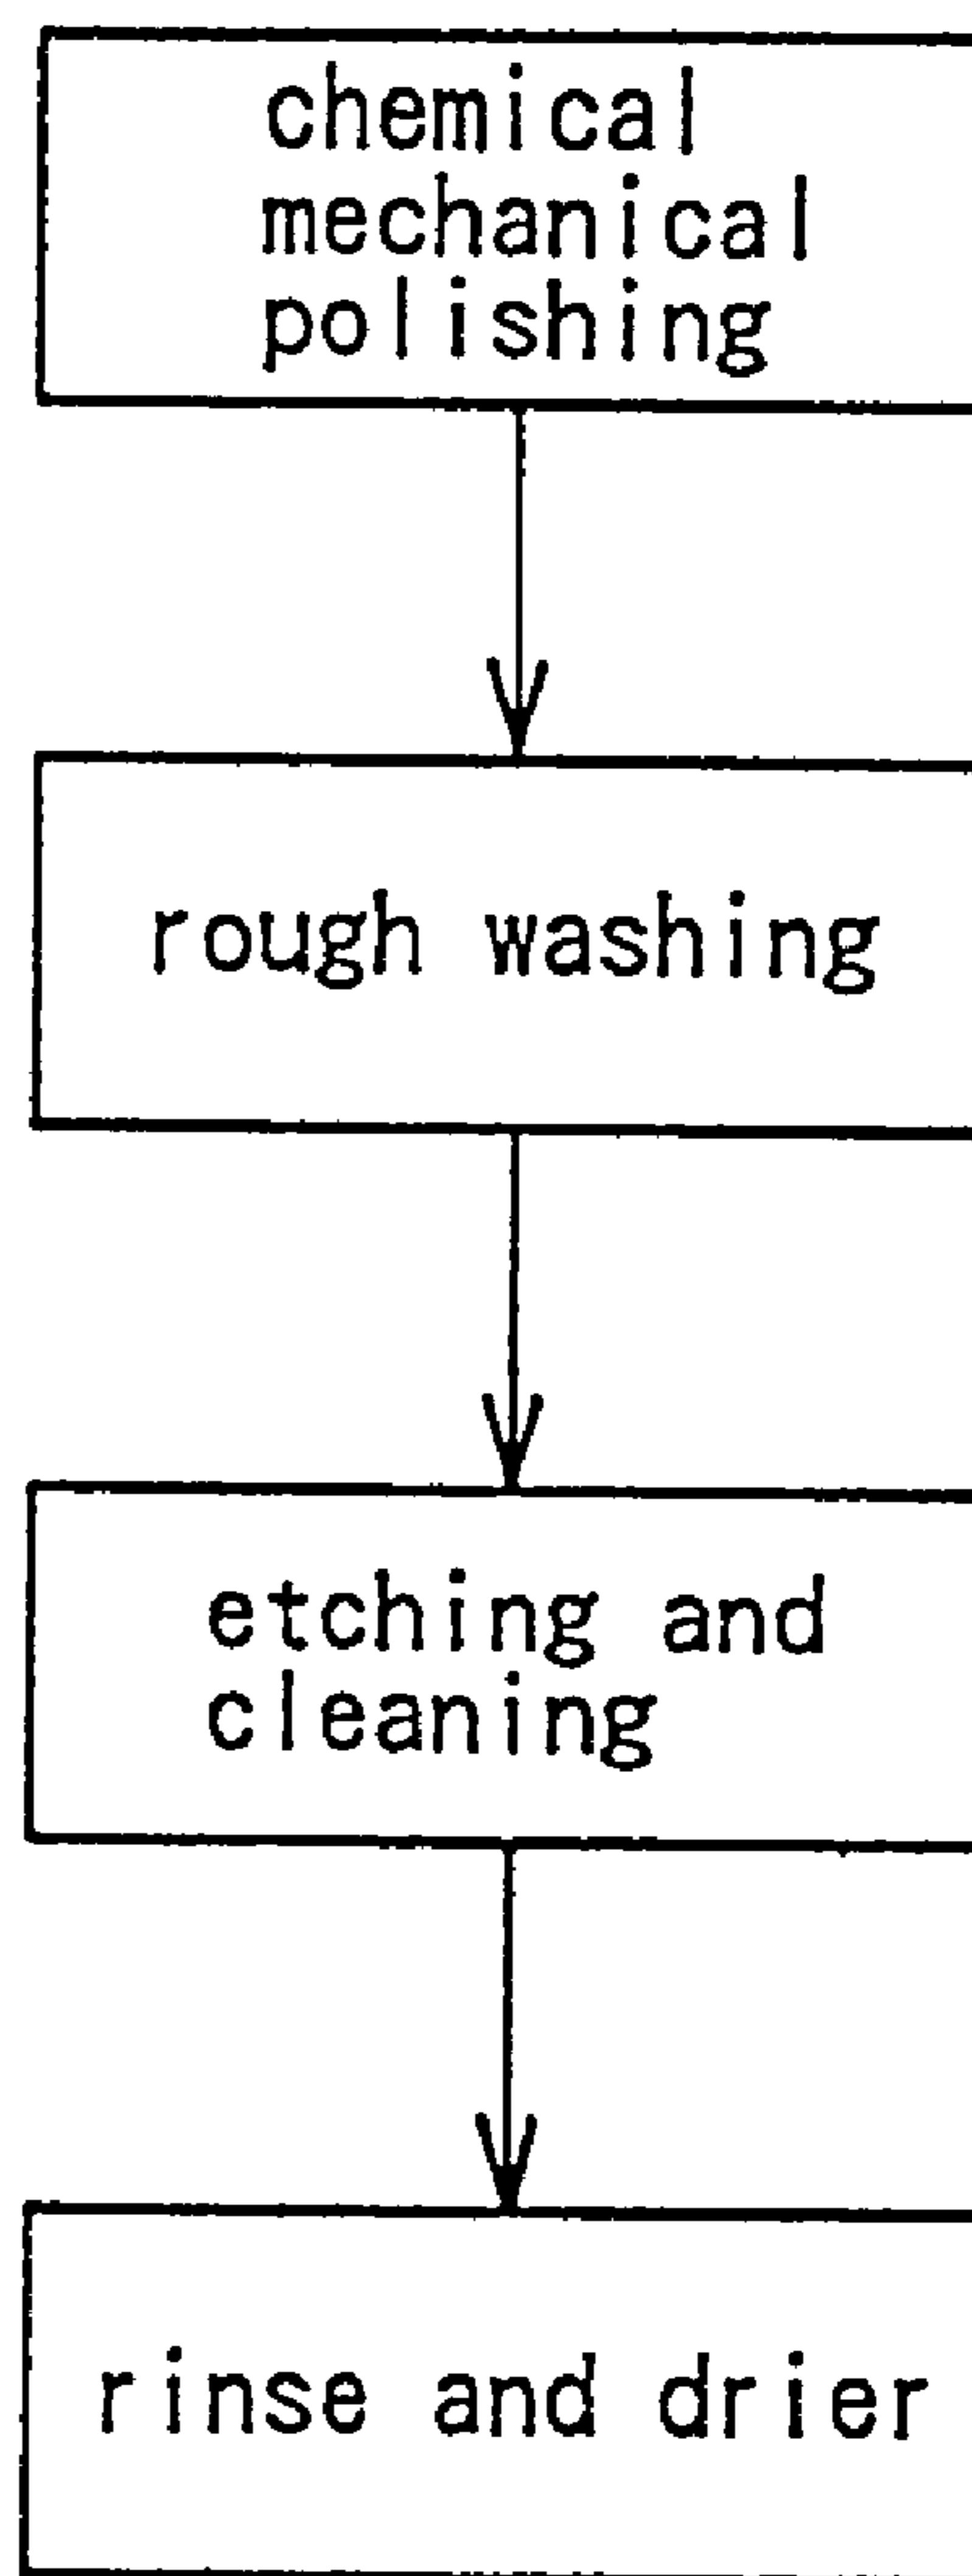 chemical
mechanical
polishing
rough washing
etching and
cleaning
rinse and drier